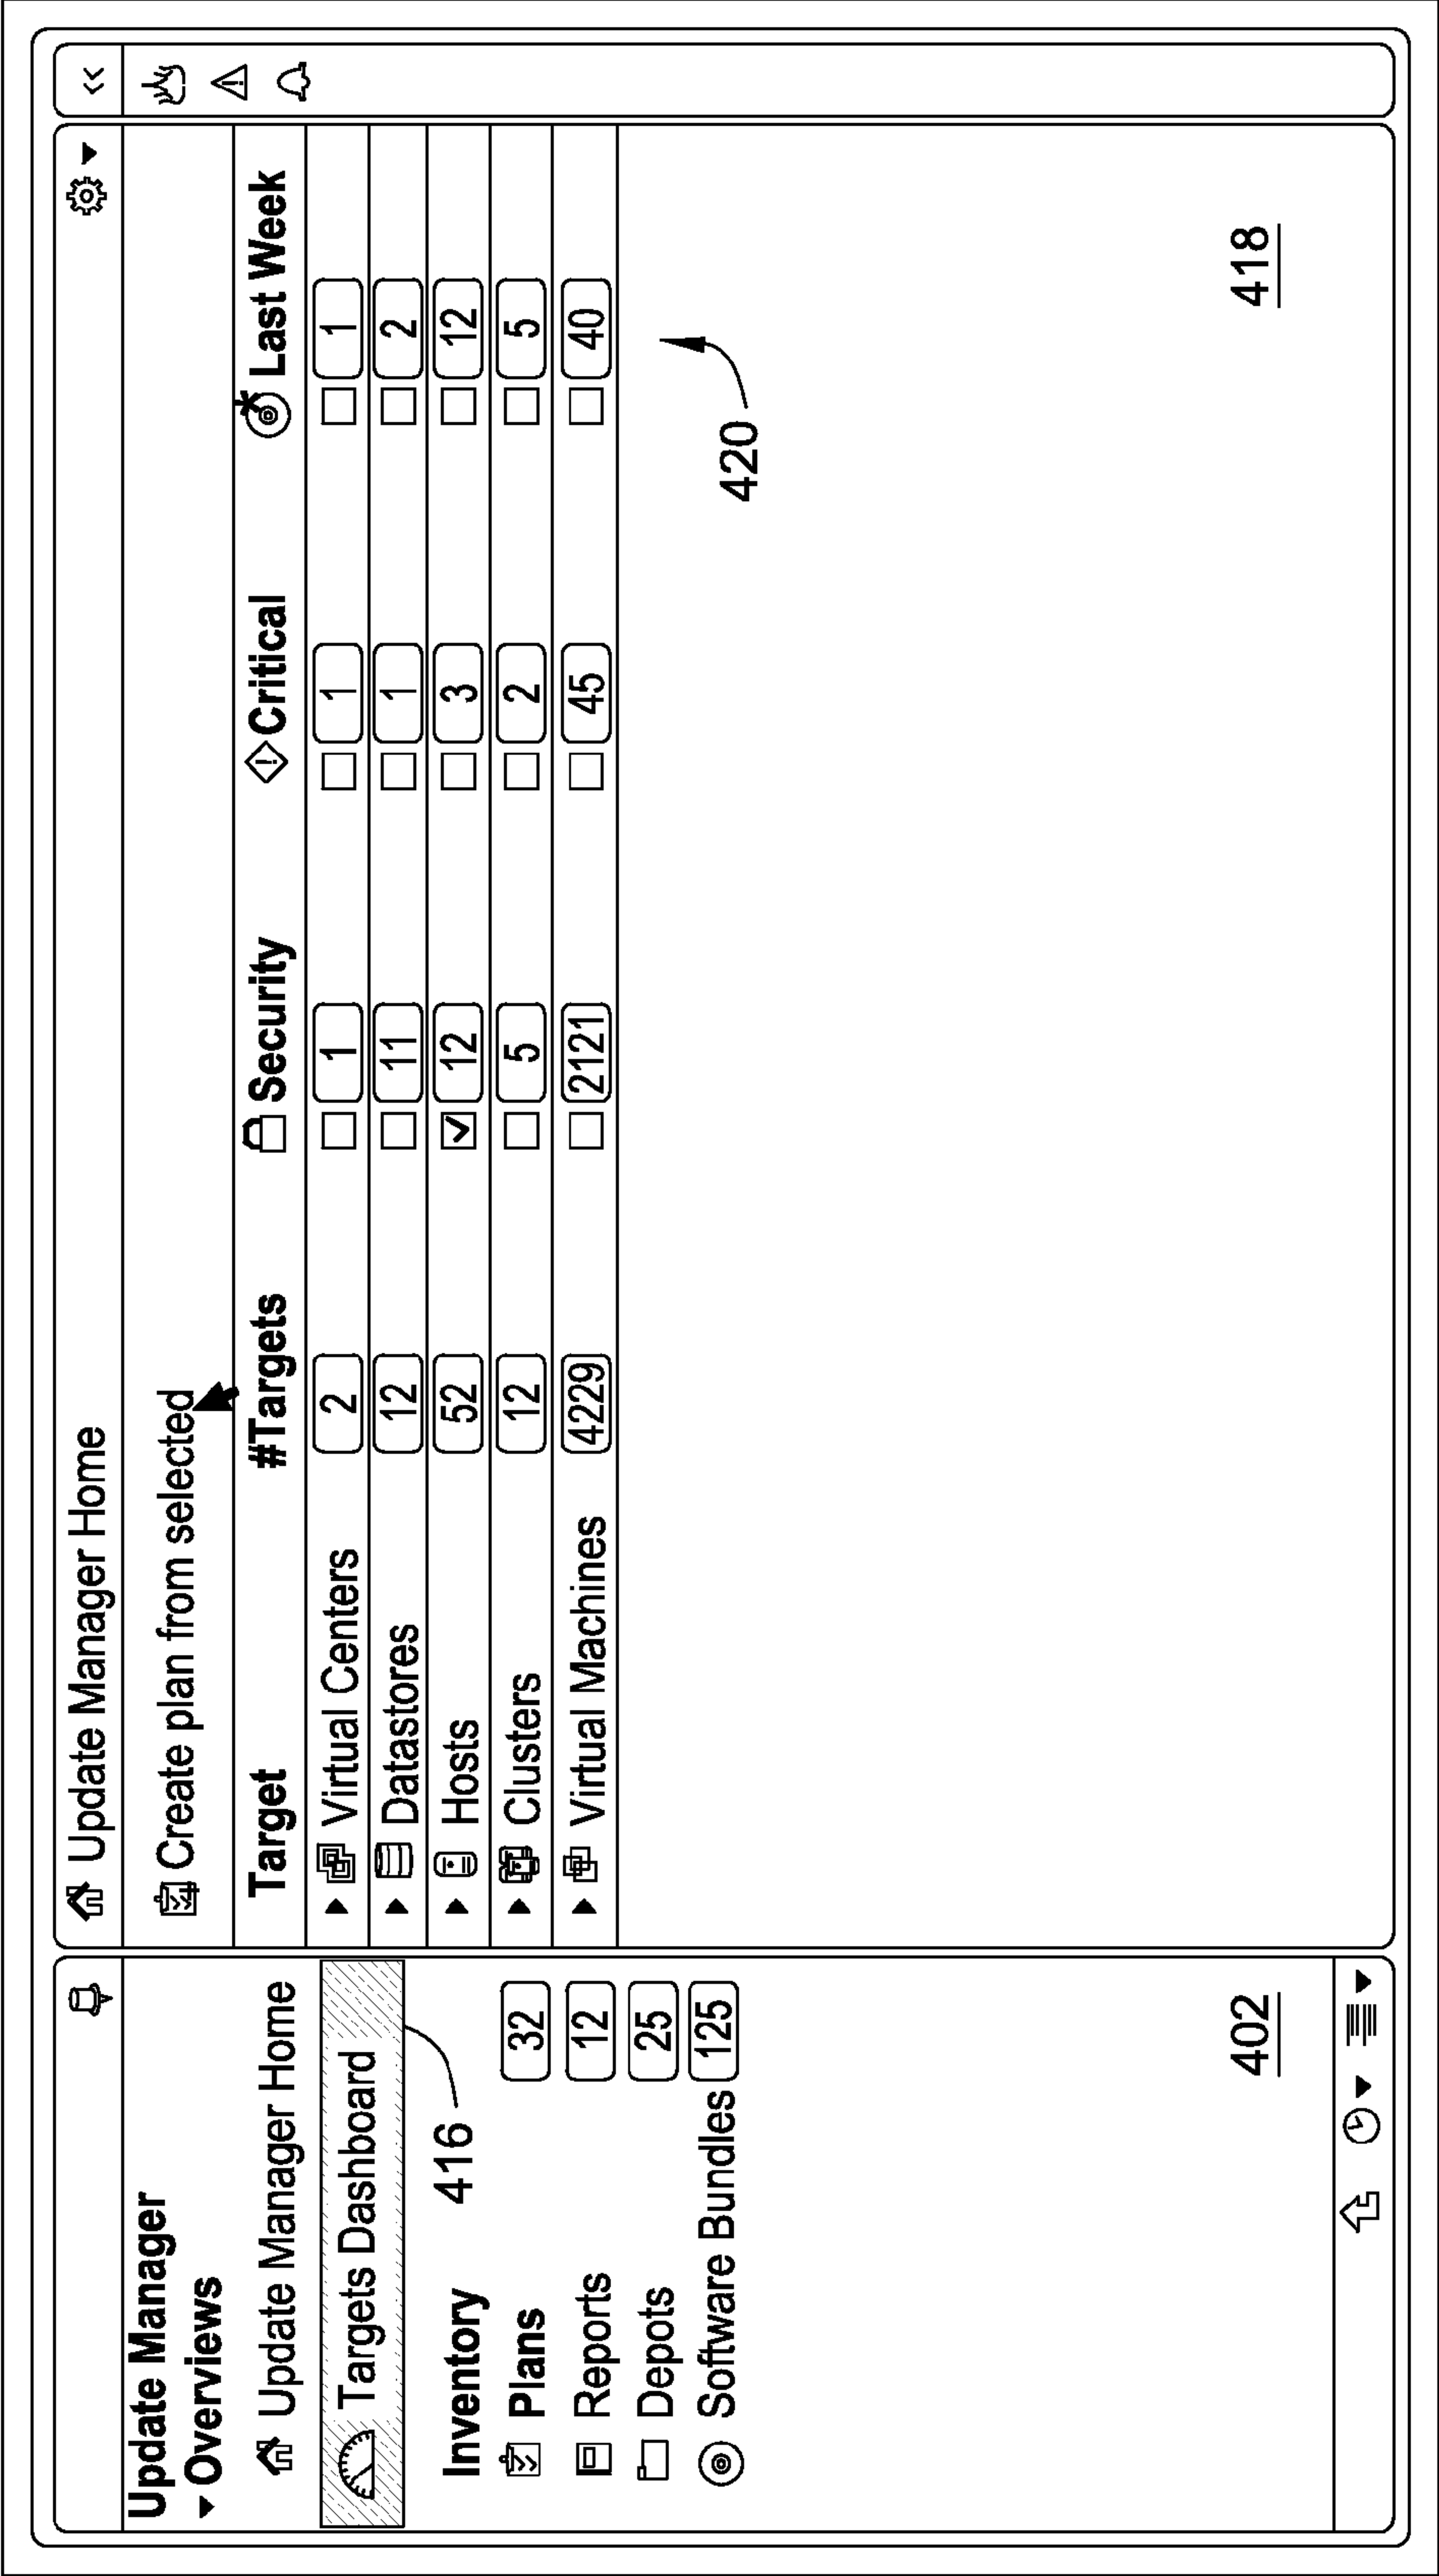 Update Manager
Overviews
Update Manager Home
Targets Dashboard
416
Inventory
Plans 32
Reports 12
Depots 25
Software Bundles 125
402
Update Manager Home
<<
Create plan from selected
Target #Targets Security Critical Last Week
Virtual Centers 2 1 1 1
Datastores 12 11 1 2
Hosts 52 12 3 12
Clusters 12 5 2 5
Virtual Machines 4229 2121 45 40
420
418